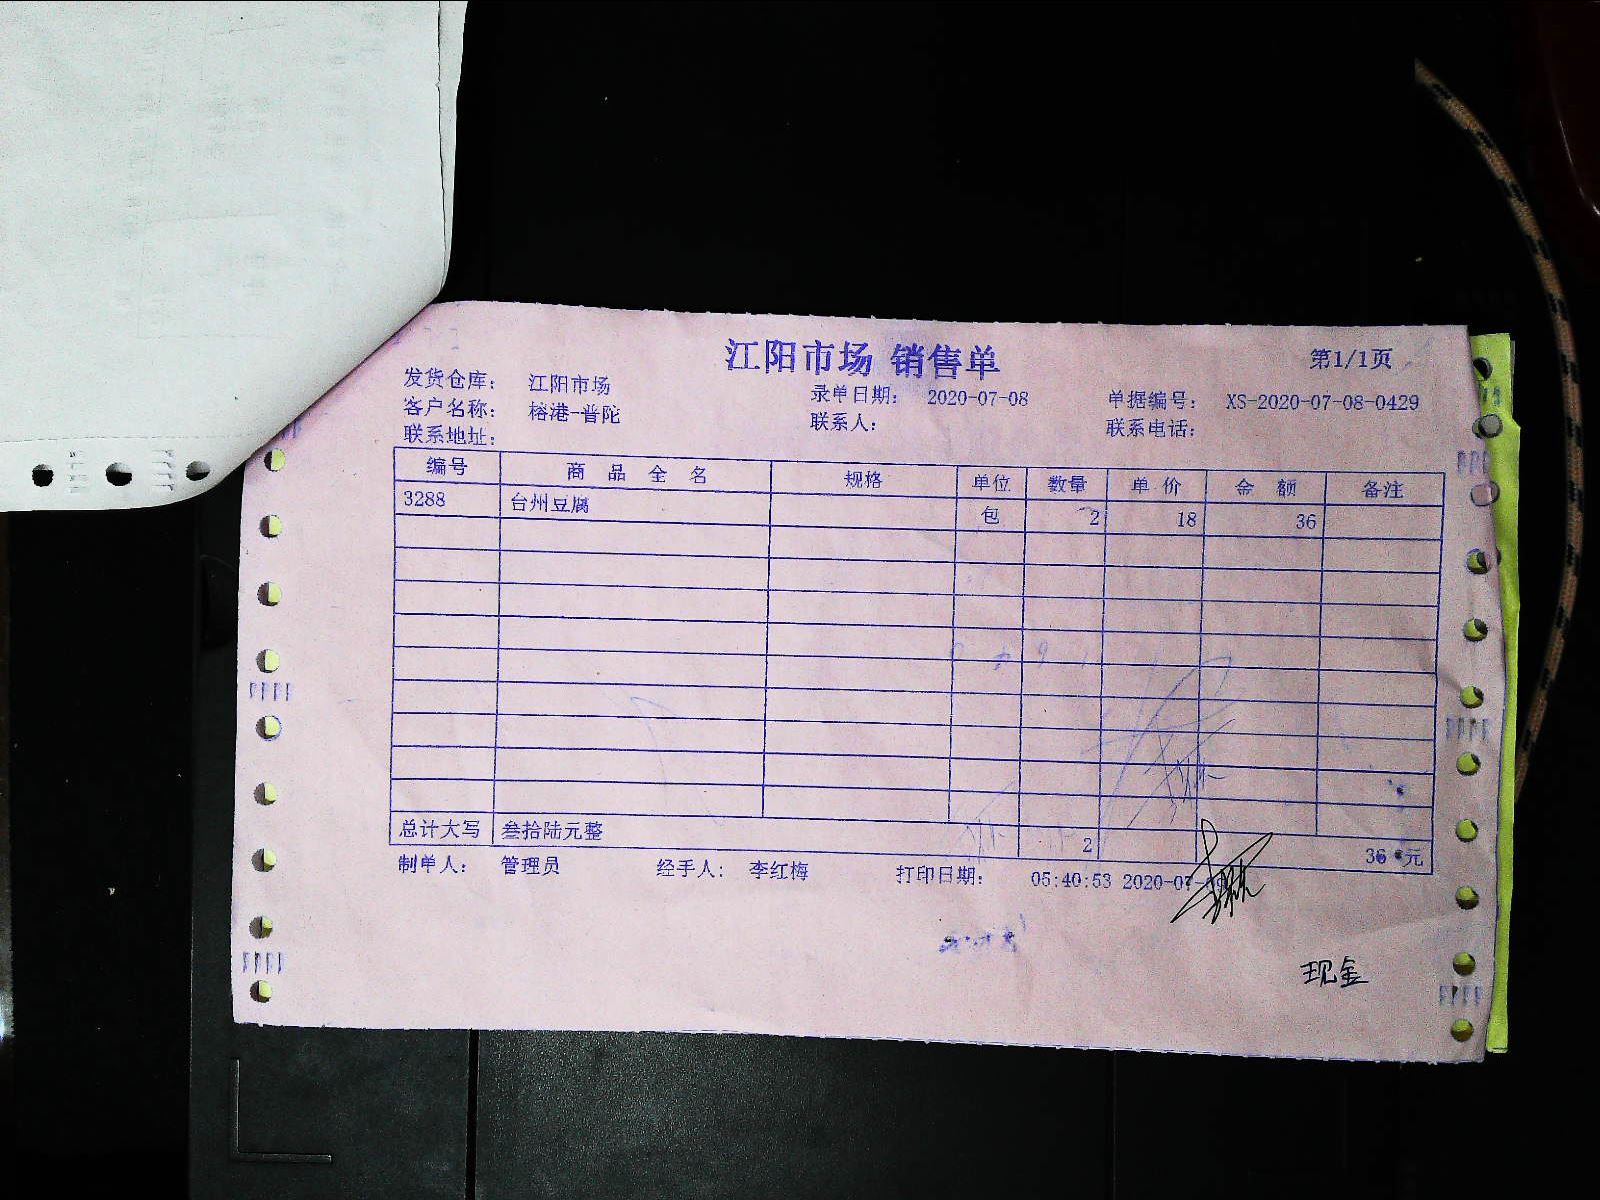 江阳市场 销售单
第1/1页
发货仓库： 江阳市场 录单日期： 2020-07-08 单据编号： XS-2020-07-08-0429
客户名称： 榕港-普陀 联系人： 联系电话：
联系地址：
编号 商品全名 规格 单位 数量 单价 金额 备注
3288 台州豆腐 包 2 18 36
总计大写 叁拾陆元整 2 36 元
制单人： 管理员 经手人： 李红梅 打印日期： 05:40:53 2020-07-
现金